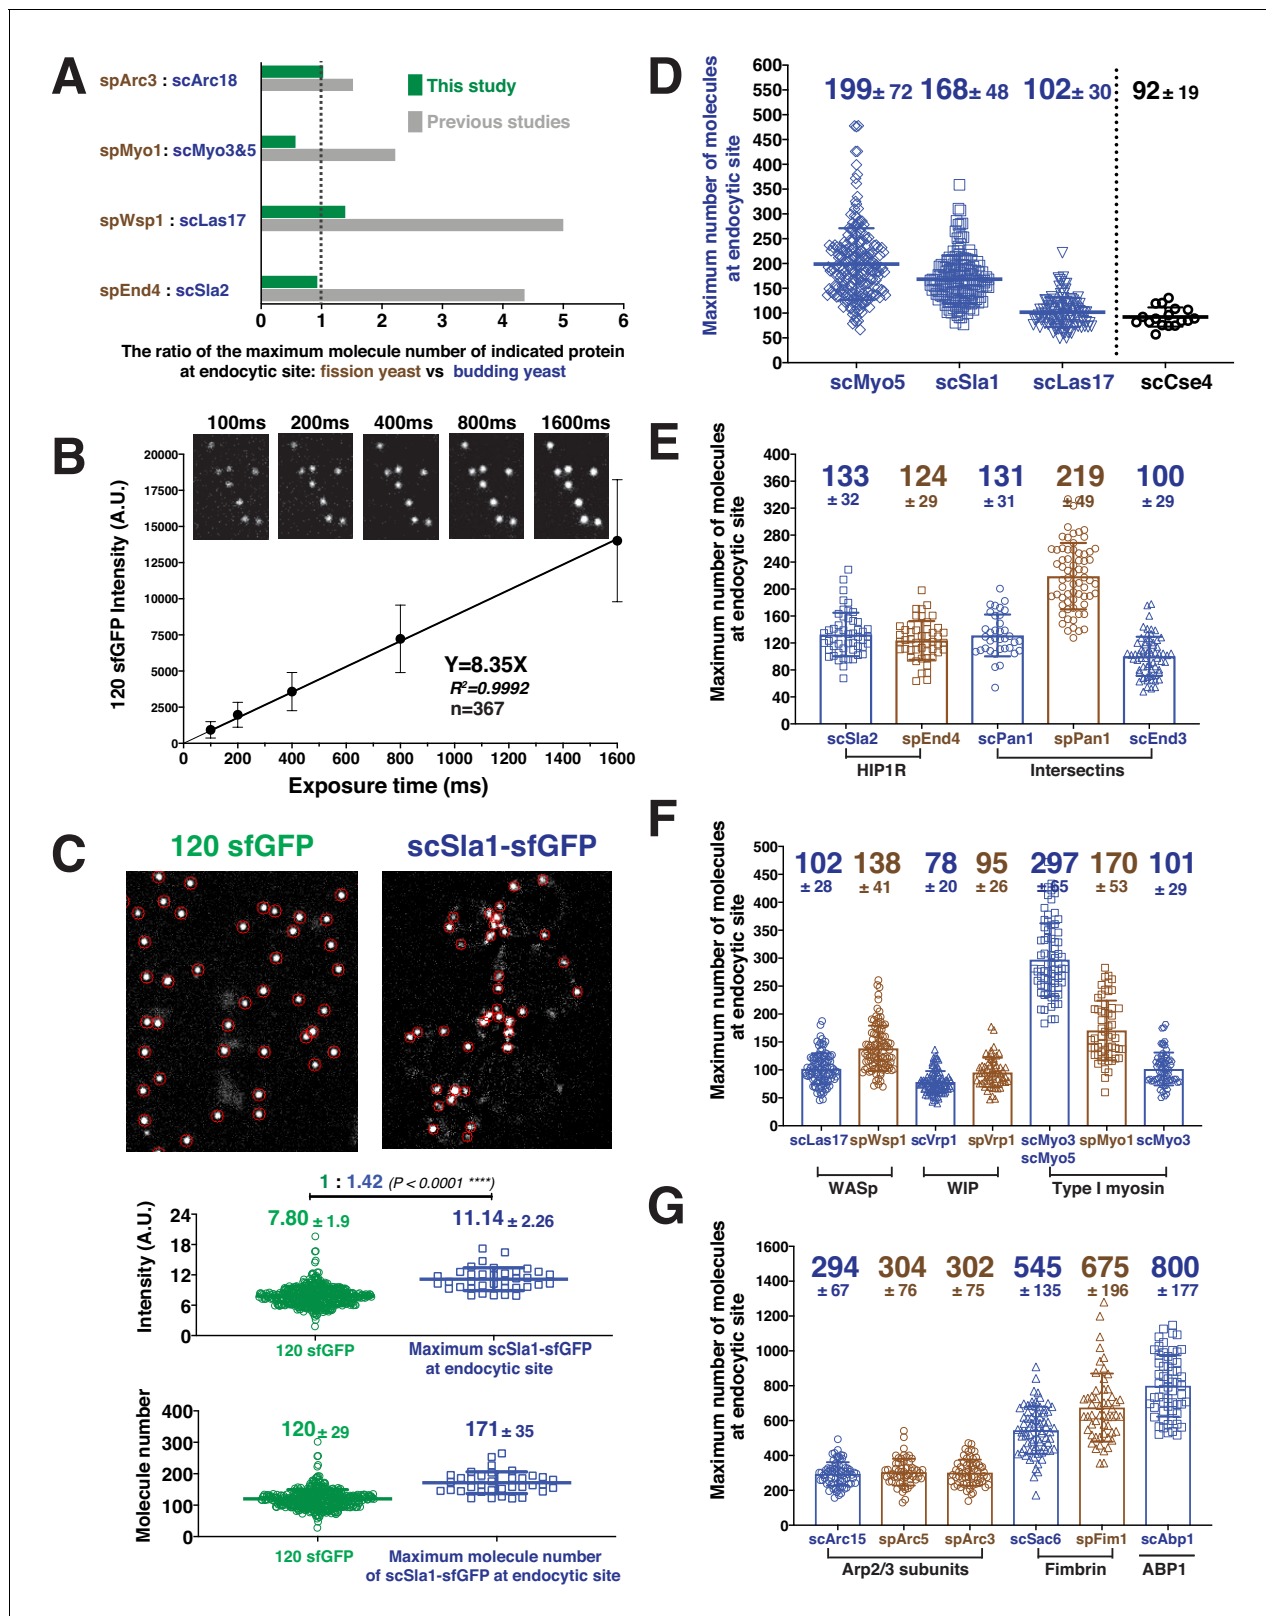 A
spArc3 : scArc18
spMyo1: scMyo3&5
spWsp1 : scLas17
spEnd4 : scSla2
This study
Previous studies
0 1 2 3 4 5 6
The ratio of the maximum molecule number of indicated protein
at endocytic site: fission yeast vs budding yeast
B
100ms 200ms 400ms 800ms 1600ms
120 sfGFP Intensity (A.U.)
20000
17500
15000
12500
10000
7500
5000
2500
0
Y=8.35X
R²=0.9992
n=367
0 200 400 600 800 1000 1200 1400 1600
Exposure time (ms)
C
120 sfGFP scSla1-sfGFP
1 : 1.42 (P < 0.0001 ****)
Intensity (A.U.)
24
18
12
6
0
7.80 ± 1.9 11.14 ± 2.26
120 sfGFP
Maximum scSla1-sfGFP
at endocytic site
Molecule number
400
300
200
100
0
120 ± 29 171 ± 35
120 sfGFP
Maximum molecule number
of scSla1-sfGFP at endocytic site
D
Maximum number of molecules
at endocytic site
600
550
500
450
400
350
300
250
200
150
100
50
0
199± 72 168± 48 102± 30 92± 19
scMyo5 scSla1 scLas17 scCse4
E
Maximum number of molecules
at endocytic site
400
360
320
280
240
200
160
120
80
40
0
133 124 131 219 100
± 32 ± 29 ± 31 ± 49 ± 29
scSla2 spEnd4 scPan1 spPan1 scEnd3
HIP1R Intersectins
F
Maximum number of molecules
at endocytic site
500
450
400
350
300
250
200
150
100
50
0
102 138 78 95 297 170 101
± 28 ± 41 ± 20 ± 26 ± 65 ± 53 ± 29
scLas17 spWsp1 scVrp1 spVrp1 scMyo3 spMyo1 scMyo3
scMyo5
WASp WIP Type I myosin
G
Maximum number of molecules
at endocytic site
1600
1400
1200
1000
800
600
400
200
0
294 304 302 545 675 800
± 67 ± 76 ± 75 ± 135 ± 196 ± 177
scArc15 spArc5 spArc3 scSac6 spFim1 scAbp1
Arp2/3 subunits Fimbrin ABP1